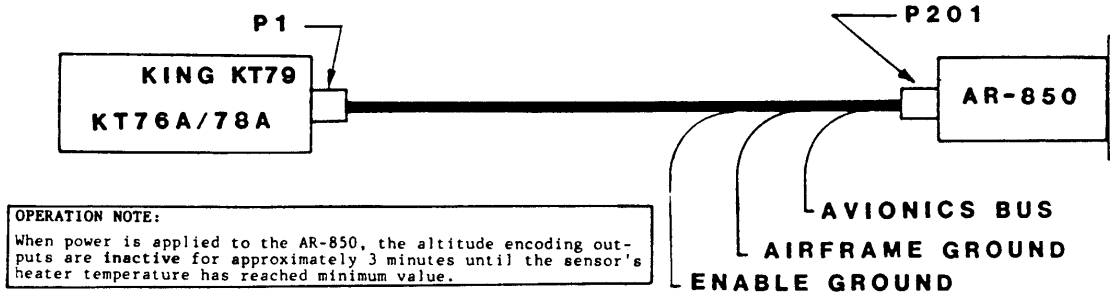 P1
P201
KING KT79
KT76A/78A
AR-850
AVIONICS BUS
AIRFRAME GROUND
ENABLE GROUND
OPERATION NOTE:
When power is applied to the AR-850, the altitude encoding out-
puts are inactive for approximately 3 minutes until the sensor's
heater temperature has reached minimum value.